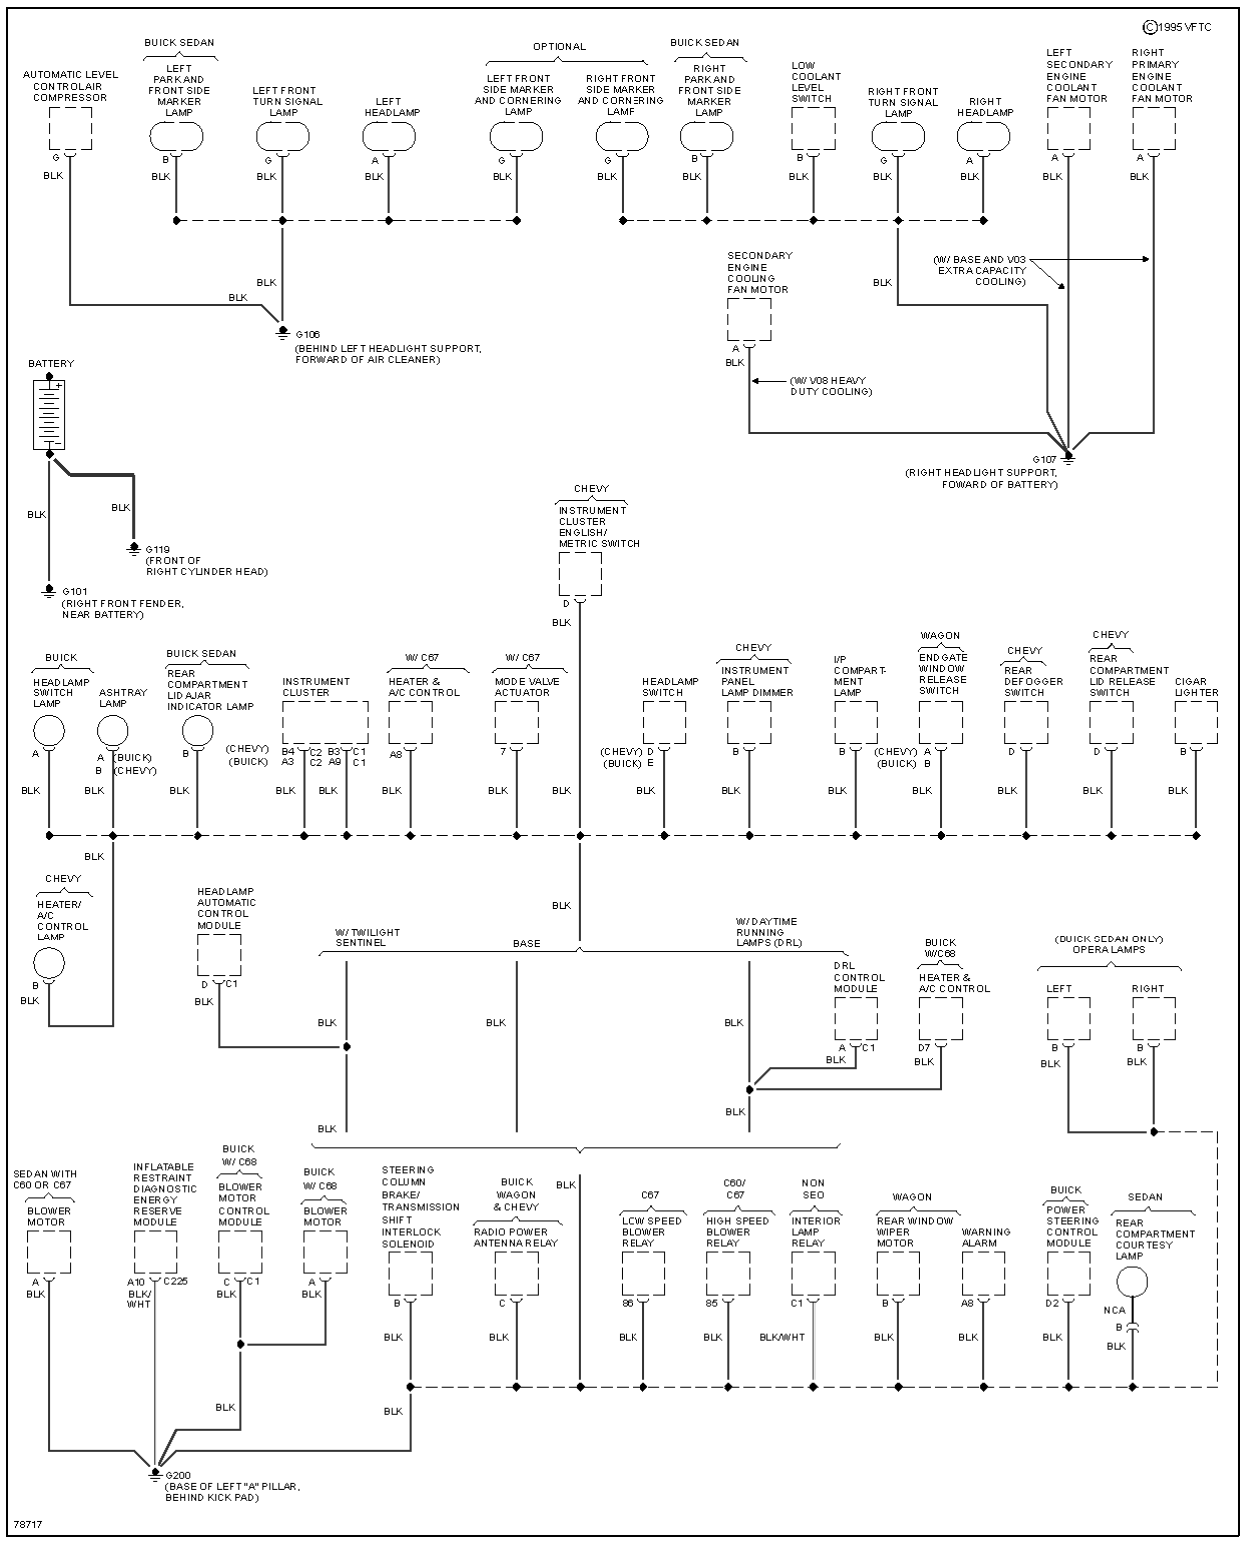 ©1995 VFTC
BUICK SEDAN
OPTIONAL
BUICK SEDAN
AUTOMATIC LEVEL
CONTROLAIR
COMPRESSOR
LEFT
PARK AND
FRONT SIDE
MARKER
LAMP
LEFT FRONT
TURN SIGNAL
LAMP
LEFT
HEADLAMP
LEFT FRONT
SIDE MARKER
AND CORNERING
LAMP
RIGHT FRONT
SIDE MARKER
AND CORNERING
LAMF
RIGHT
PARK AND
FRONT SIDE
MARKER
LAMP
LOW
COOLANT
LEVEL
SWITCH
RIGHT FRONT
TURN SIGNAL
LAMP
RIGHT
HEADLAMP
LEFT
SECONDARY
ENGINE
COOLANT
FAN MOTOR
RIGHT
PRIMARY
ENGINE
COOLANT
FAN MOTOR
G B G A G G B B G A A A
BLK BLK BLK BLK BLK BLK BLK BLK BLK BLK BLK BLK
SECONDARY
ENGINE
COOLING
FAN MOTOR
(W/ BASE AND V03
EXTRA CAPACITY
COOLING)
BLK
BLK
BLK
G106
(BEHIND LEFT HEADLIGHT SUPPORT,
FORWARD OF AIR CLEANER)
A
BLK
(W/ V08 HEAVY
DUTY COOLING)
BATTERY
+
-
G107
(RIGHT HEADLIGHT SUPPORT,
FOWARD OF BATTERY)
BLK
BLK
G119
(FRONT OF
RIGHT CYLINDER HEAD)
G101
(RIGHT FRONT FENDER,
NEAR BATTERY)
CHEVY
INSTRUMENT
CLUSTER
ENGLISH/
METRIC SWITCH
D
BLK
BUICK
HEADLAMP
SWITCH
LAMP
ASHTRAY
LAMP
BUICK SEDAN
REAR
COMPARTMENT
LID AJAR
INDICATOR LAMP
INSTRUMENT
CLUSTER
W/ C67
HEATER &
A/C CONTROL
W/ C67
MODE VALVE
ACTUATOR
HEADLAMP
SWITCH
CHEVY
INSTRUMENT
PANEL
LAMP DIMMER
I/P
COMPART-
MENT
LAMP
WAGON
ENDGATE
WINDOW
RELEASE
SWITCH
CHEVY
REAR
DEFOGGER
SWITCH
CHEVY
REAR
COMPARTMENT
LID RELEASE
SWITCH
CIGAR
LIGHTER
A
A (BUICK)
B (CHEVY)
B
(CHEVY) B4 C2 B3 C1
(BUICK) A3 C2 A9 C1
A8
7
(CHEVY) D
(BUICK) E
B
B
(CHEVY) A
(BUICK) B
D
D
B
BLK BLK BLK BLK BLK BLK BLK BLK BLK BLK BLK BLK BLK BLK BLK
BLK
BLK
CHEVY
HEATER/
A/C
CONTROL
LAMP
B
BLK
HEADLAMP
AUTOMATIC
CONTROL
MODULE
D C1
BLK
W/ TWILIGHT
SENTINEL
BASE
W/ DAYTIME
RUNNING
LAMPS (DRL)
DRL
CONTROL
MODULE
A C1
BLK
BUICK
W/C68
HEATER &
A/C CONTROL
D7
BLK
(DUICK SEDAN ONLY)
OPERA LAMPS
LEFT
RIGHT
B B
BLK BLK
BLK
BLK
BLK
BLK
BLK
SEDAN WITH
C60 OR C67
BLOWER
MOTOR
INFLATABLE
RESTRAINT
DIAGNOSTIC
ENERGY
RESERVE
MODULE
BUICK
W/ C68
BLOWER
MOTOR
CONTROL
MODULE
BUICK
W/ C68
BLOWER
MOTOR
STEERING
COLUMN
BRAKE/
TRANSMISSION
SHIFT
INTERLOCK
SOLENOID
BUICK
WAGON
& CHEVY
RADIO POWER
ANTENNA RELAY
BLK
C67
LCW SPEED
BLOWER
RELAY
C60/
C67
HIGH SPEED
BLOWER
RELAY
NON
SEO
INTERIOR
LAMP
RELAY
WAGON
REAR WINDOW
WIPER
MOTOR
WARNING
ALARM
BUICK
POWER
STEERING
CONTROL
MODULE
SEDAN
REAR
COMPARTMENT
COURTESY
LAMP
A
BLK
A10 C225
BLK/
WHT
C C1
BLK
A
BLK
B
BLK
C
BLK
BLK
86
BLK
85
BLK
C1
BLK/WHT
B
BLK
A8
BLK
D2
BLK
NCA
B
BLK
BLK
BLK
G200
(BASE OF LEFT "A" PILLAR,
BEHIND KICK PAD)
78717